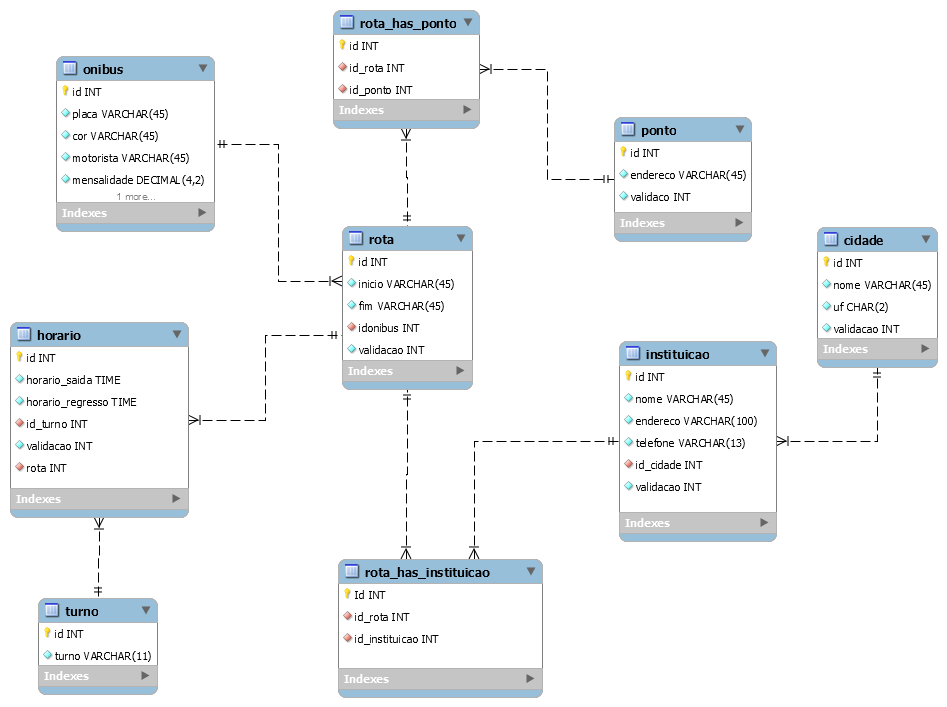 rota_has_ponto
id INT
id_rota INT
id_ponto INT
Indexes
onibus
id INT
placa VARCHAR(45)
cor VARCHAR(45)
motorista VARCHAR(45)
mensalidade DECIMAL(4,2)
1 more...
Indexes
ponto
id INT
endereco VARCHAR(45)
validaco INT
Indexes
rota
id INT
inicio VARCHAR(45)
fim VARCHAR(45)
idonibus INT
validacao INT
Indexes
cidade
id INT
nome VARCHAR(45)
uf CHAR(2)
validacao INT
Indexes
horario
id INT
horario_saida TIME
horario_regresso TIME
id_turno INT
validacao INT
rota INT
Indexes
instituicao
id INT
nome VARCHAR(45)
endereco VARCHAR(100)
telefone VARCHAR(13)
id_cidade INT
validacao INT
Indexes
rota_has_instituicao
Id INT
id_rota INT
id_instituicao INT
Indexes
turno
id INT
turno VARCHAR(11)
Indexes